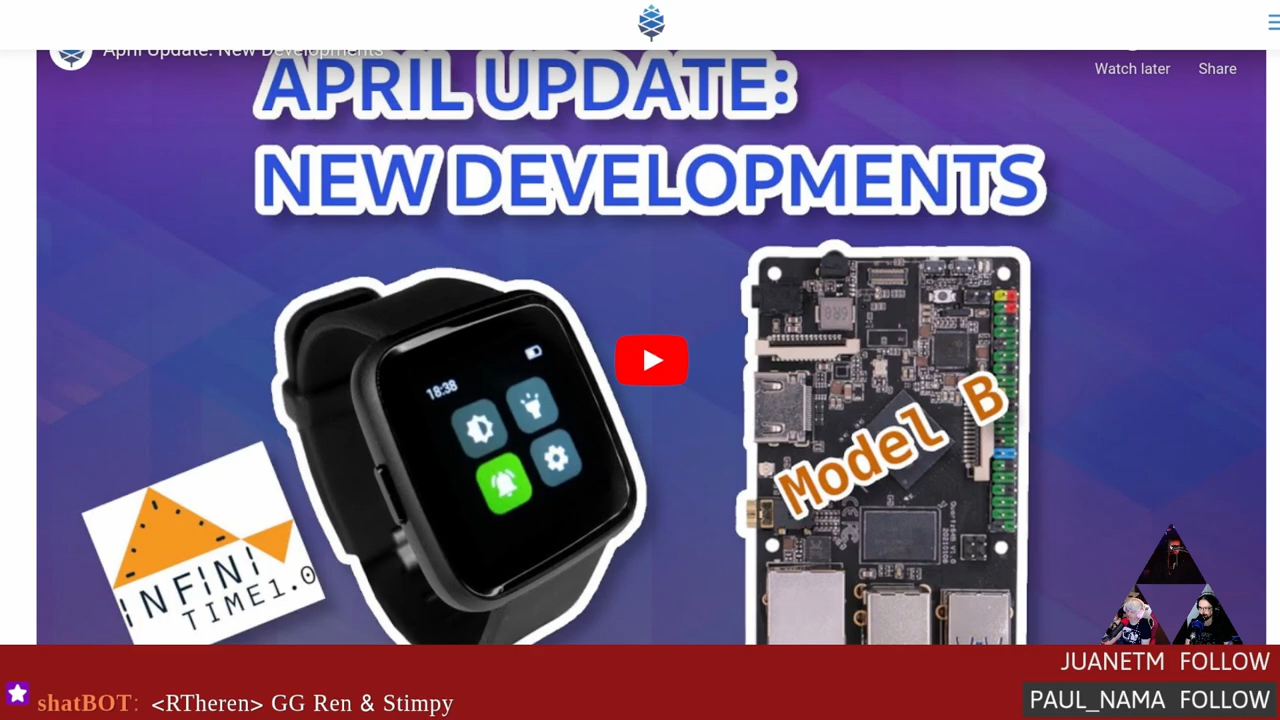 April Update: New Developments
Watch later
Share
APRIL UPDATE:
NEW DEVELOPMENTS
18:38
Model B
INFINI
TIME1.0
JUANETM FOLLOW
PAUL_NAMA FOLLOW
shatBOT: <RTheren> GG Ren & Stimpy